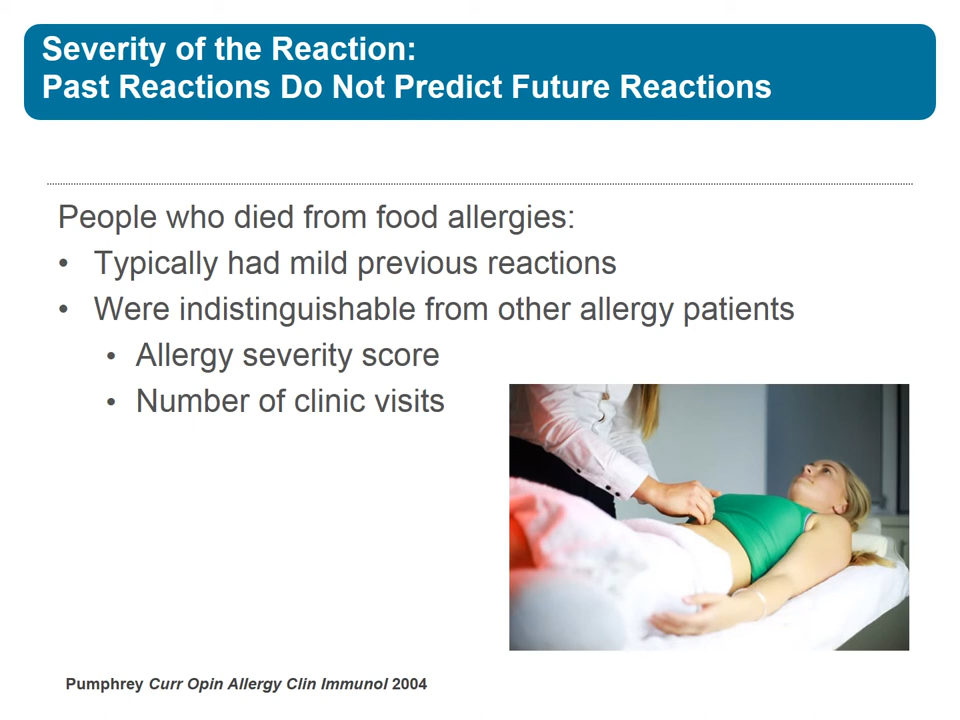 Severity of the Reaction:
Past Reactions Do Not Predict Future Reactions
People who died from food allergies:
• Typically had mild previous reactions
• Were indistinguishable from other allergy patients
• Allergy severity score
• Number of clinic visits
Pumphrey Curr Opin Allergy Clin Immunol 2004